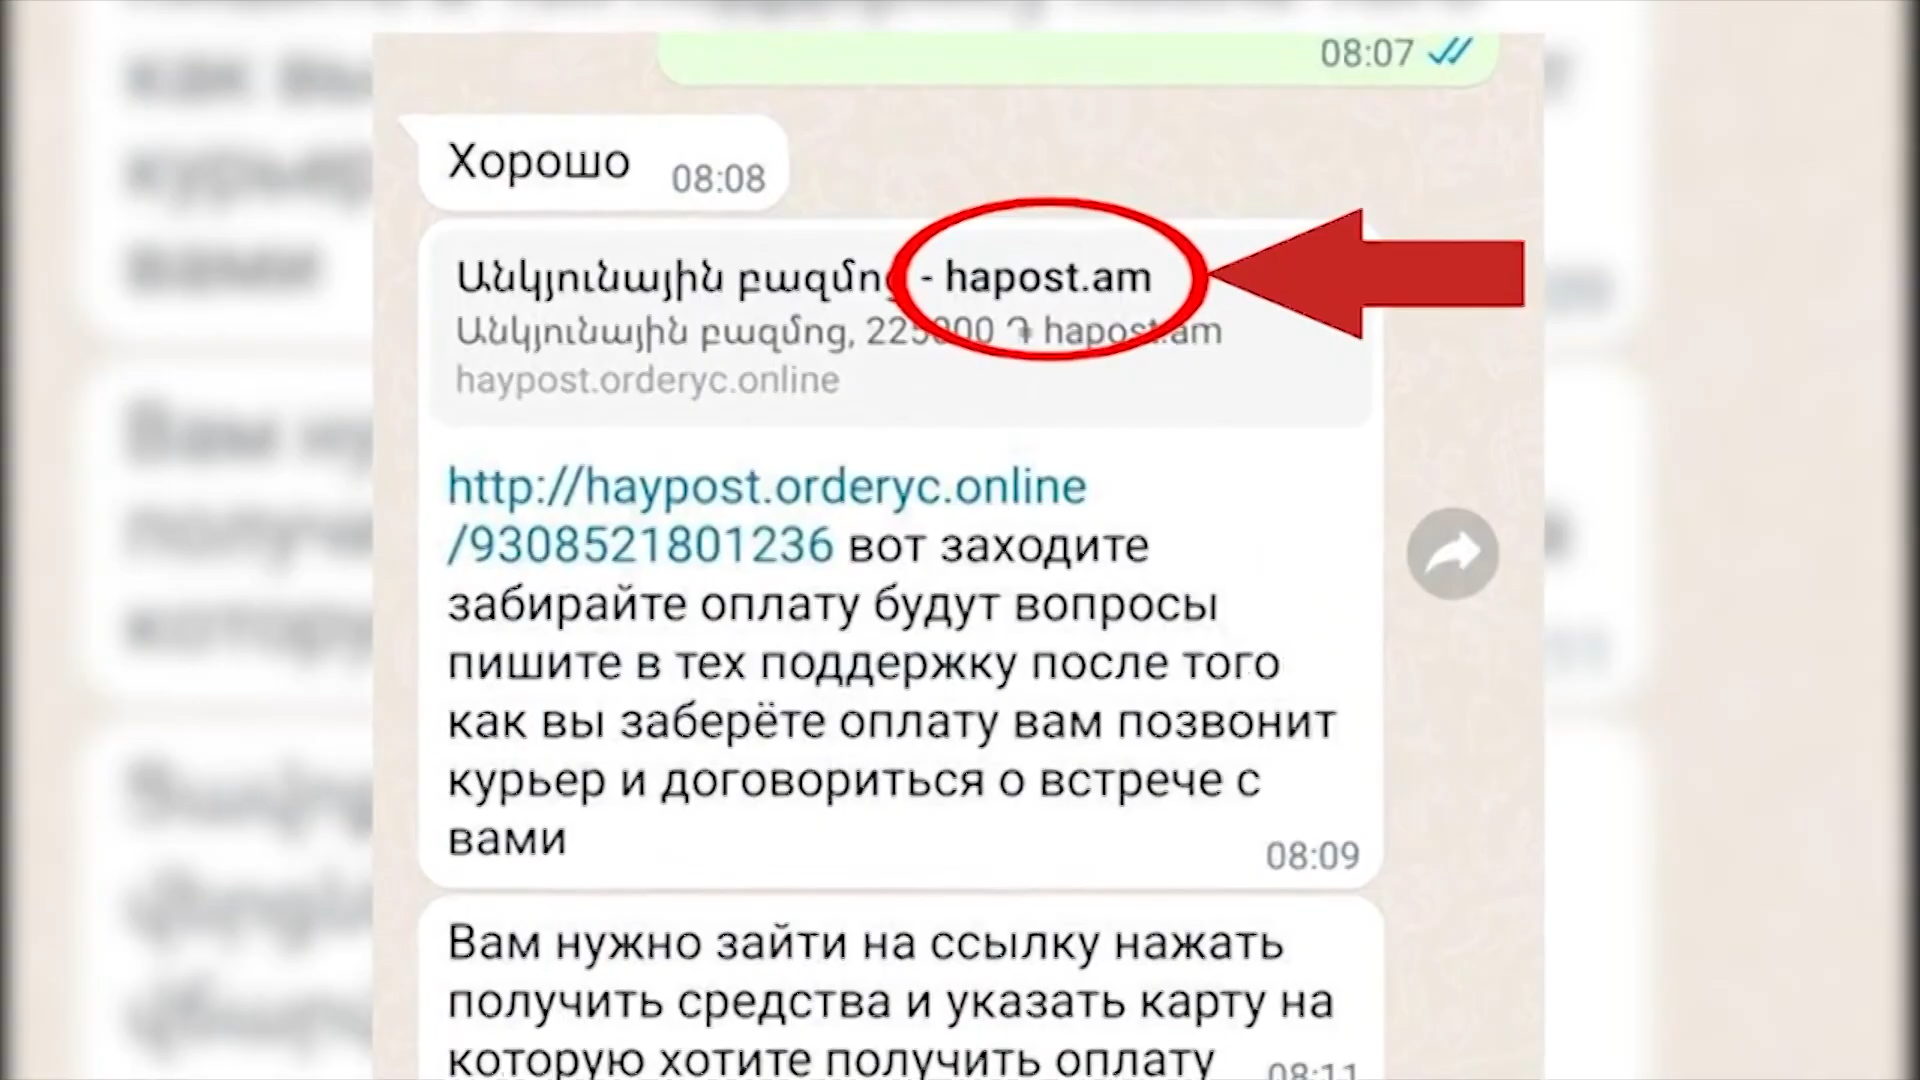 08:07
Хорошо 08:08
Անկյունային բազմոց - hapost.am
Անկյունային բազմոց, 225000 ֏ hapost.am
haypost.orderyc.online
http://haypost.orderyc.online
/9308521801236 вот заходите
забирайте оплату будут вопросы
пишите в тех поддержку после того
как вы заберёте оплату вам позвонит
курьер и договориться о встрече с
вами 08:09
Вам нужно зайти на ссылку нажать
получить средства и указать карту на
которую хотите получить оплату 08:11